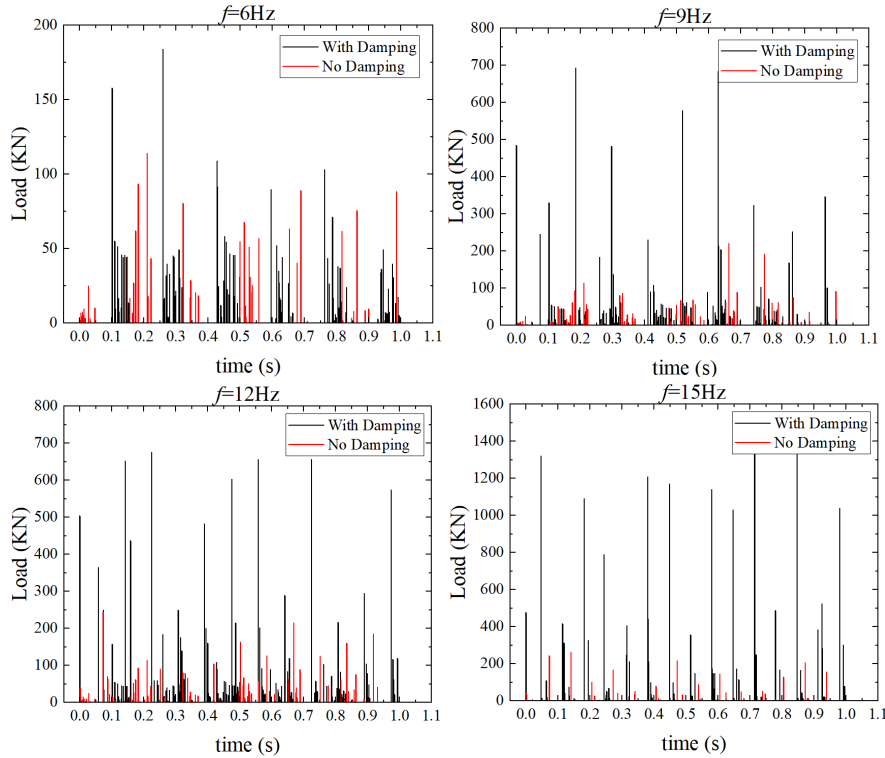 f=6Hz
200
150
100
50
0
Load (KN)
With Damping
No Damping
0.0 0.1 0.2 0.3 0.4 0.5 0.6 0.7 0.8 0.9 1.0 1.1
time (s)
f=9Hz
800
700
600
500
400
300
200
100
0
Load (KN)
With Damping
No Damping
0.0 0.1 0.2 0.3 0.4 0.5 0.6 0.7 0.8 0.9 1.0 1.1
time (s)
f=12Hz
800
700
600
500
400
300
200
100
0
Load (KN)
With Damping
No Damping
0.0 0.1 0.2 0.3 0.4 0.5 0.6 0.7 0.8 0.9 1.0 1.1
time (s)
f=15Hz
1600
1400
1200
1000
800
600
400
200
0
Load (KN)
With Damping
No Damping
0.0 0.1 0.2 0.3 0.4 0.5 0.6 0.7 0.8 0.9 1.0 1.1
time (s)